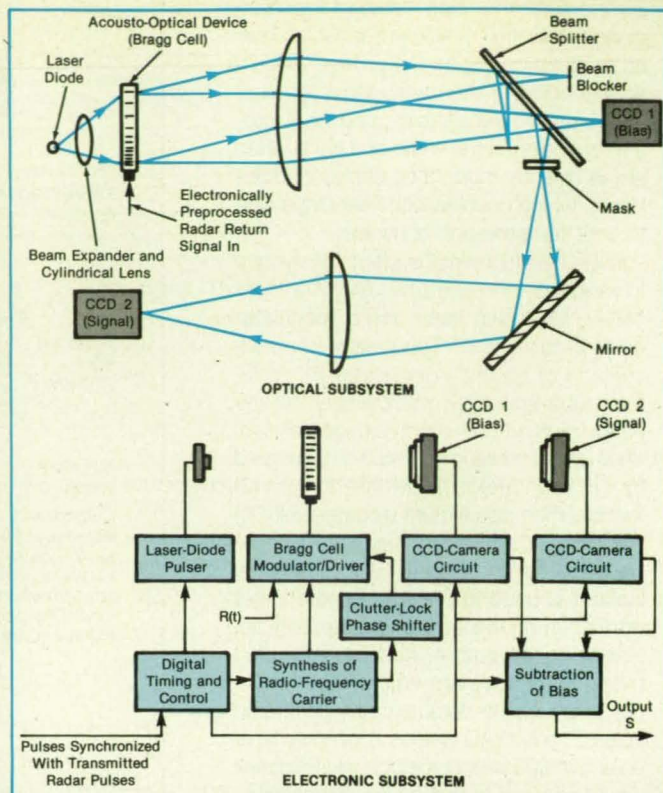 Acousto-Optical Device
(Bragg Cell)
Laser
Diode
Beam
Splitter
Beam
Blocker
CCD 1
(Bias)
Mask
Electronically
Preprocessed
Radar Return
Signal In
Beam Expander and
Cylindrical Lens
CCD 2
(Signal)
Mirror
OPTICAL SUBSYSTEM
CCD 1
(Bias)
CCD 2
(Signal)
Laser-Diode
Pulser
Bragg Cell
Modulator/Driver
CCD-Camera
Circuit
CCD-Camera
Circuit
R(t)
Clutter-Lock
Phase Shifter
Digital
Timing and
Control
Synthesis of
Radio-Frequency
Carrier
Subtraction
of Bias
Output
S
Pulses Synchronized
With Transmitted
Radar Pulses
ELECTRONIC SUBSYSTEM